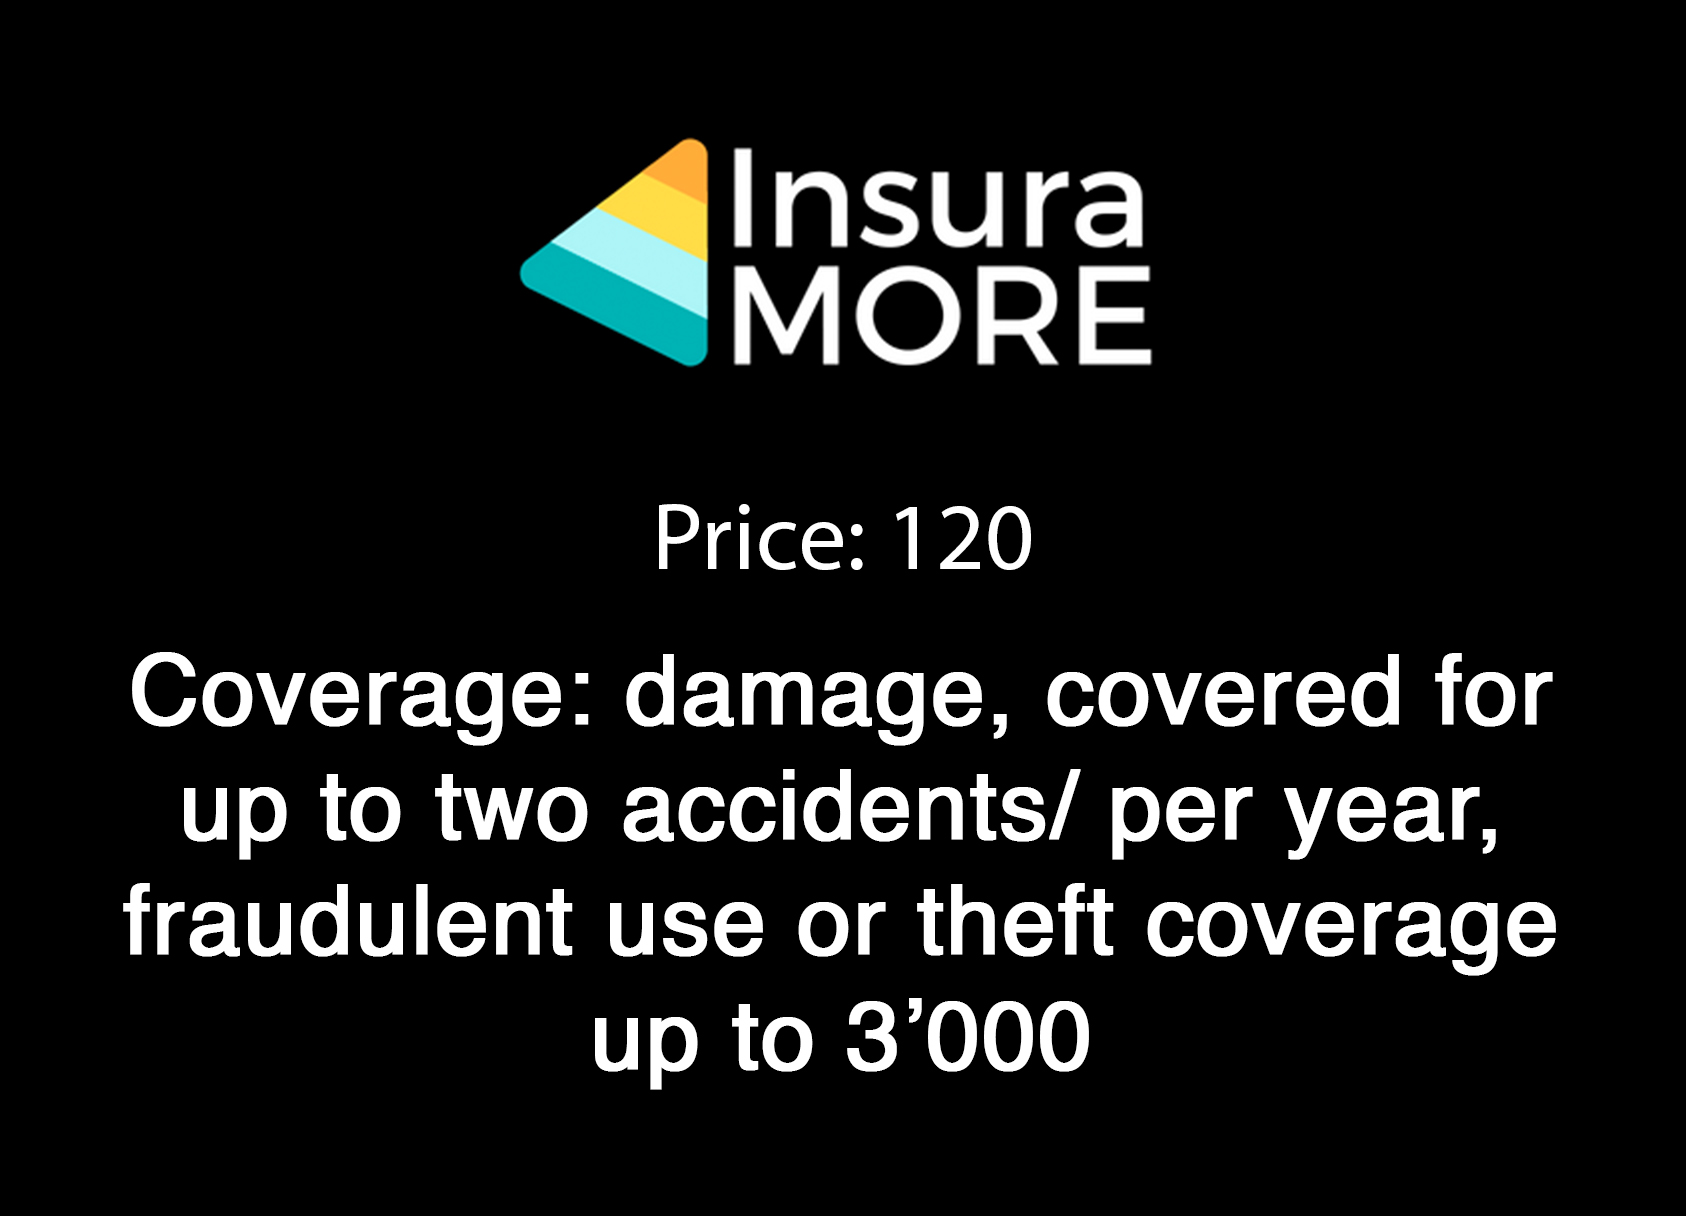 Insura
MORE
Price: 120
Coverage: damage, covered for
up to two accidents/ per year,
fraudulent use or theft coverage
up to 3’000